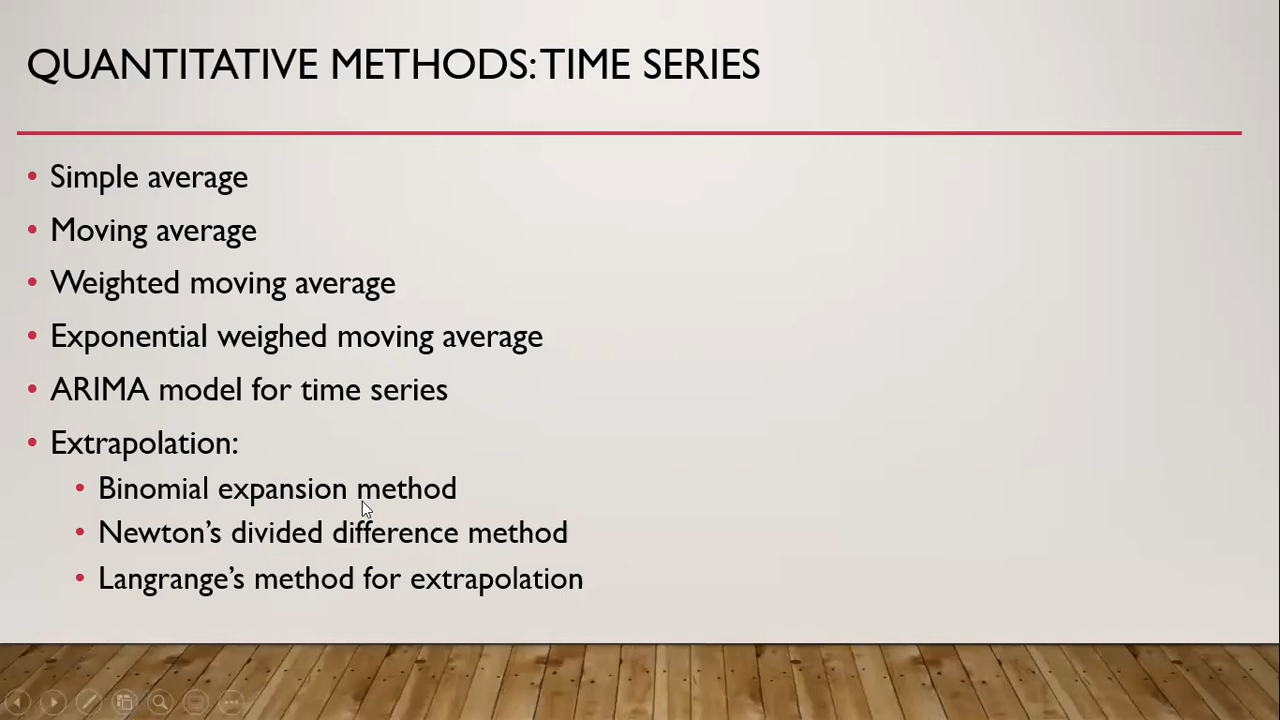 QUANTITATIVE METHODS: TIME SERIES
• Simple average
• Moving average
• Weighted moving average
• Exponential weighed moving average
• ARIMA model for time series
• Extrapolation:
• Binomial expansion method
• Newton's divided difference method
• Langrange's method for extrapolation